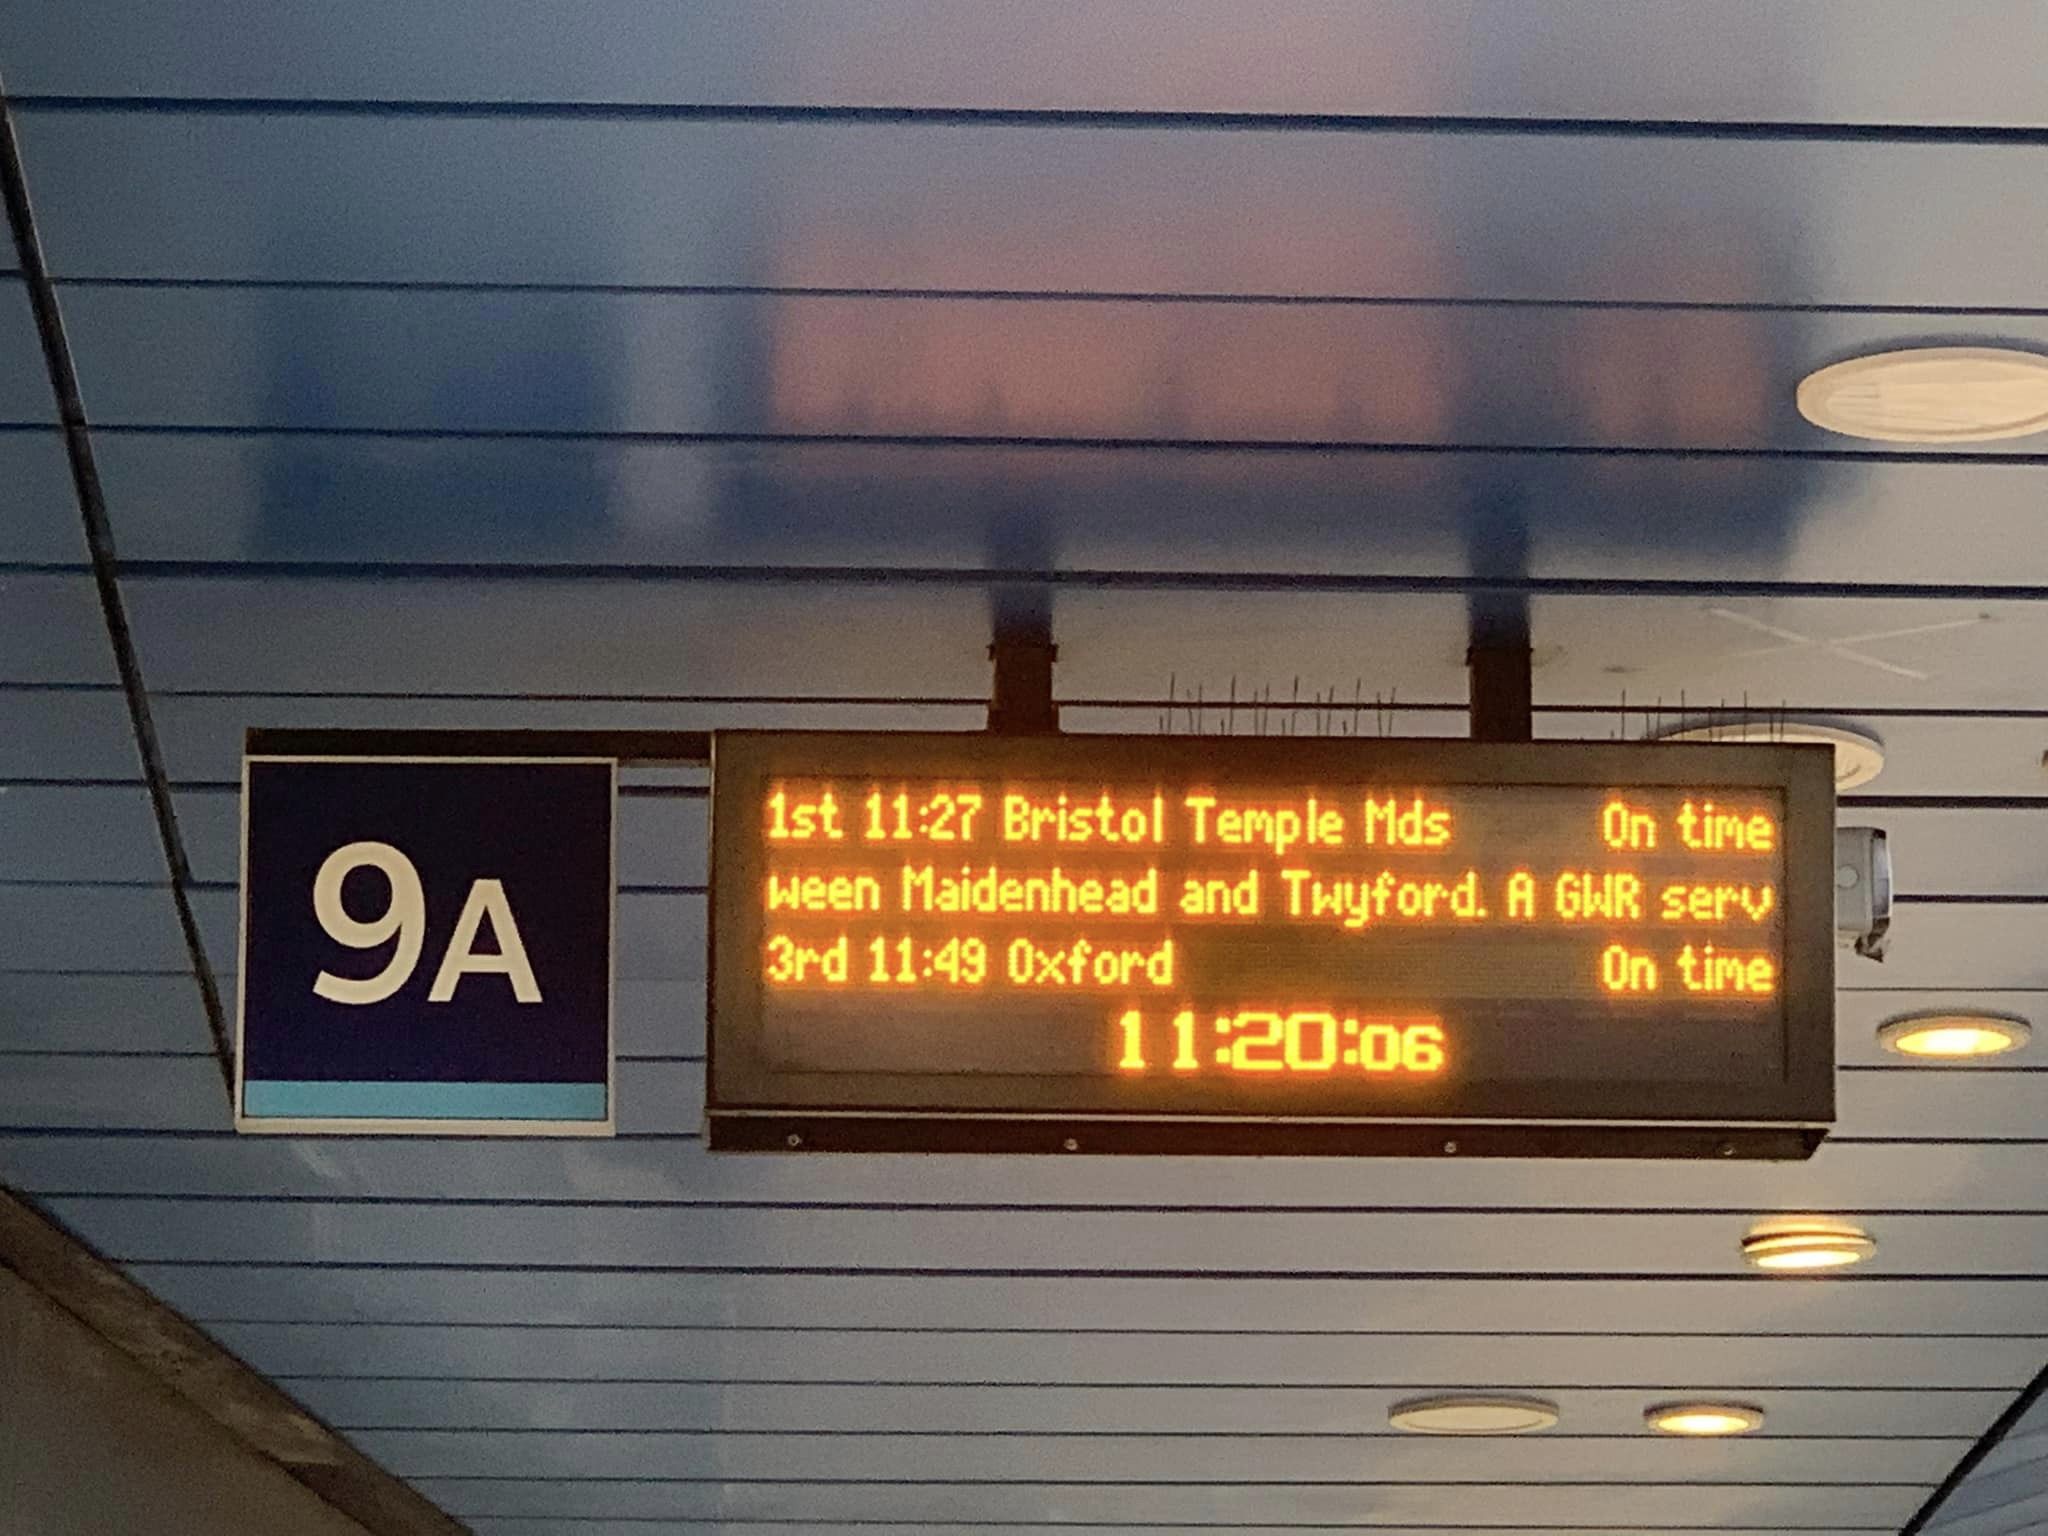 9A
1st 11:27 Bristol Temple Mds On time
ween Maidenhead and Twyford. A GWR serv
3rd 11:49 Oxford On time
11:20:06